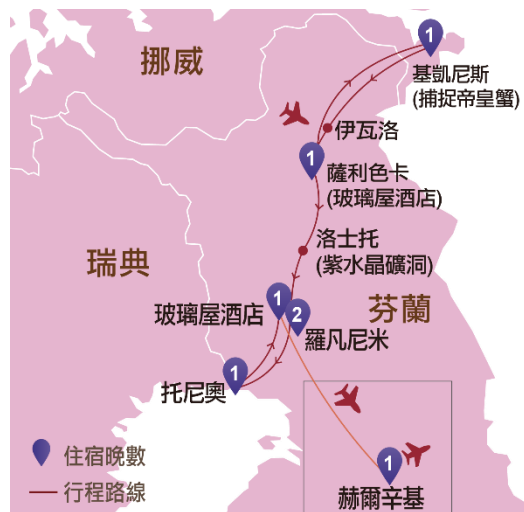 1
挪威
基凱尼斯
(捕捉帝皇蟹)
伊瓦洛
1
薩利色卡
(玻璃屋酒店)
瑞典
洛士托
(紫水晶礦洞)
芬蘭
1
玻璃屋酒店
2
羅凡尼米
1
托尼奧
1
赫爾辛基
住宿晚數
行程路線